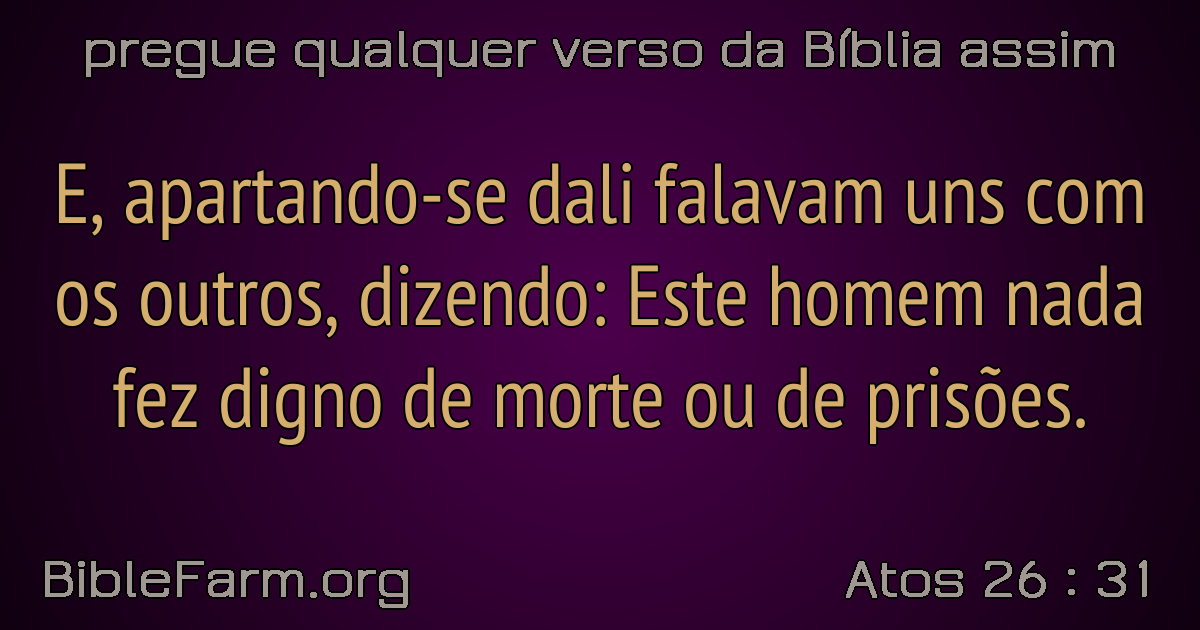 pregue qualquer verso da Bíblia assim
E, apartando-se dali falavam uns com
os outros, dizendo: Este homem nada
fez digno de morte ou de prisões.
BibleFarm.org
Atos 26 : 31